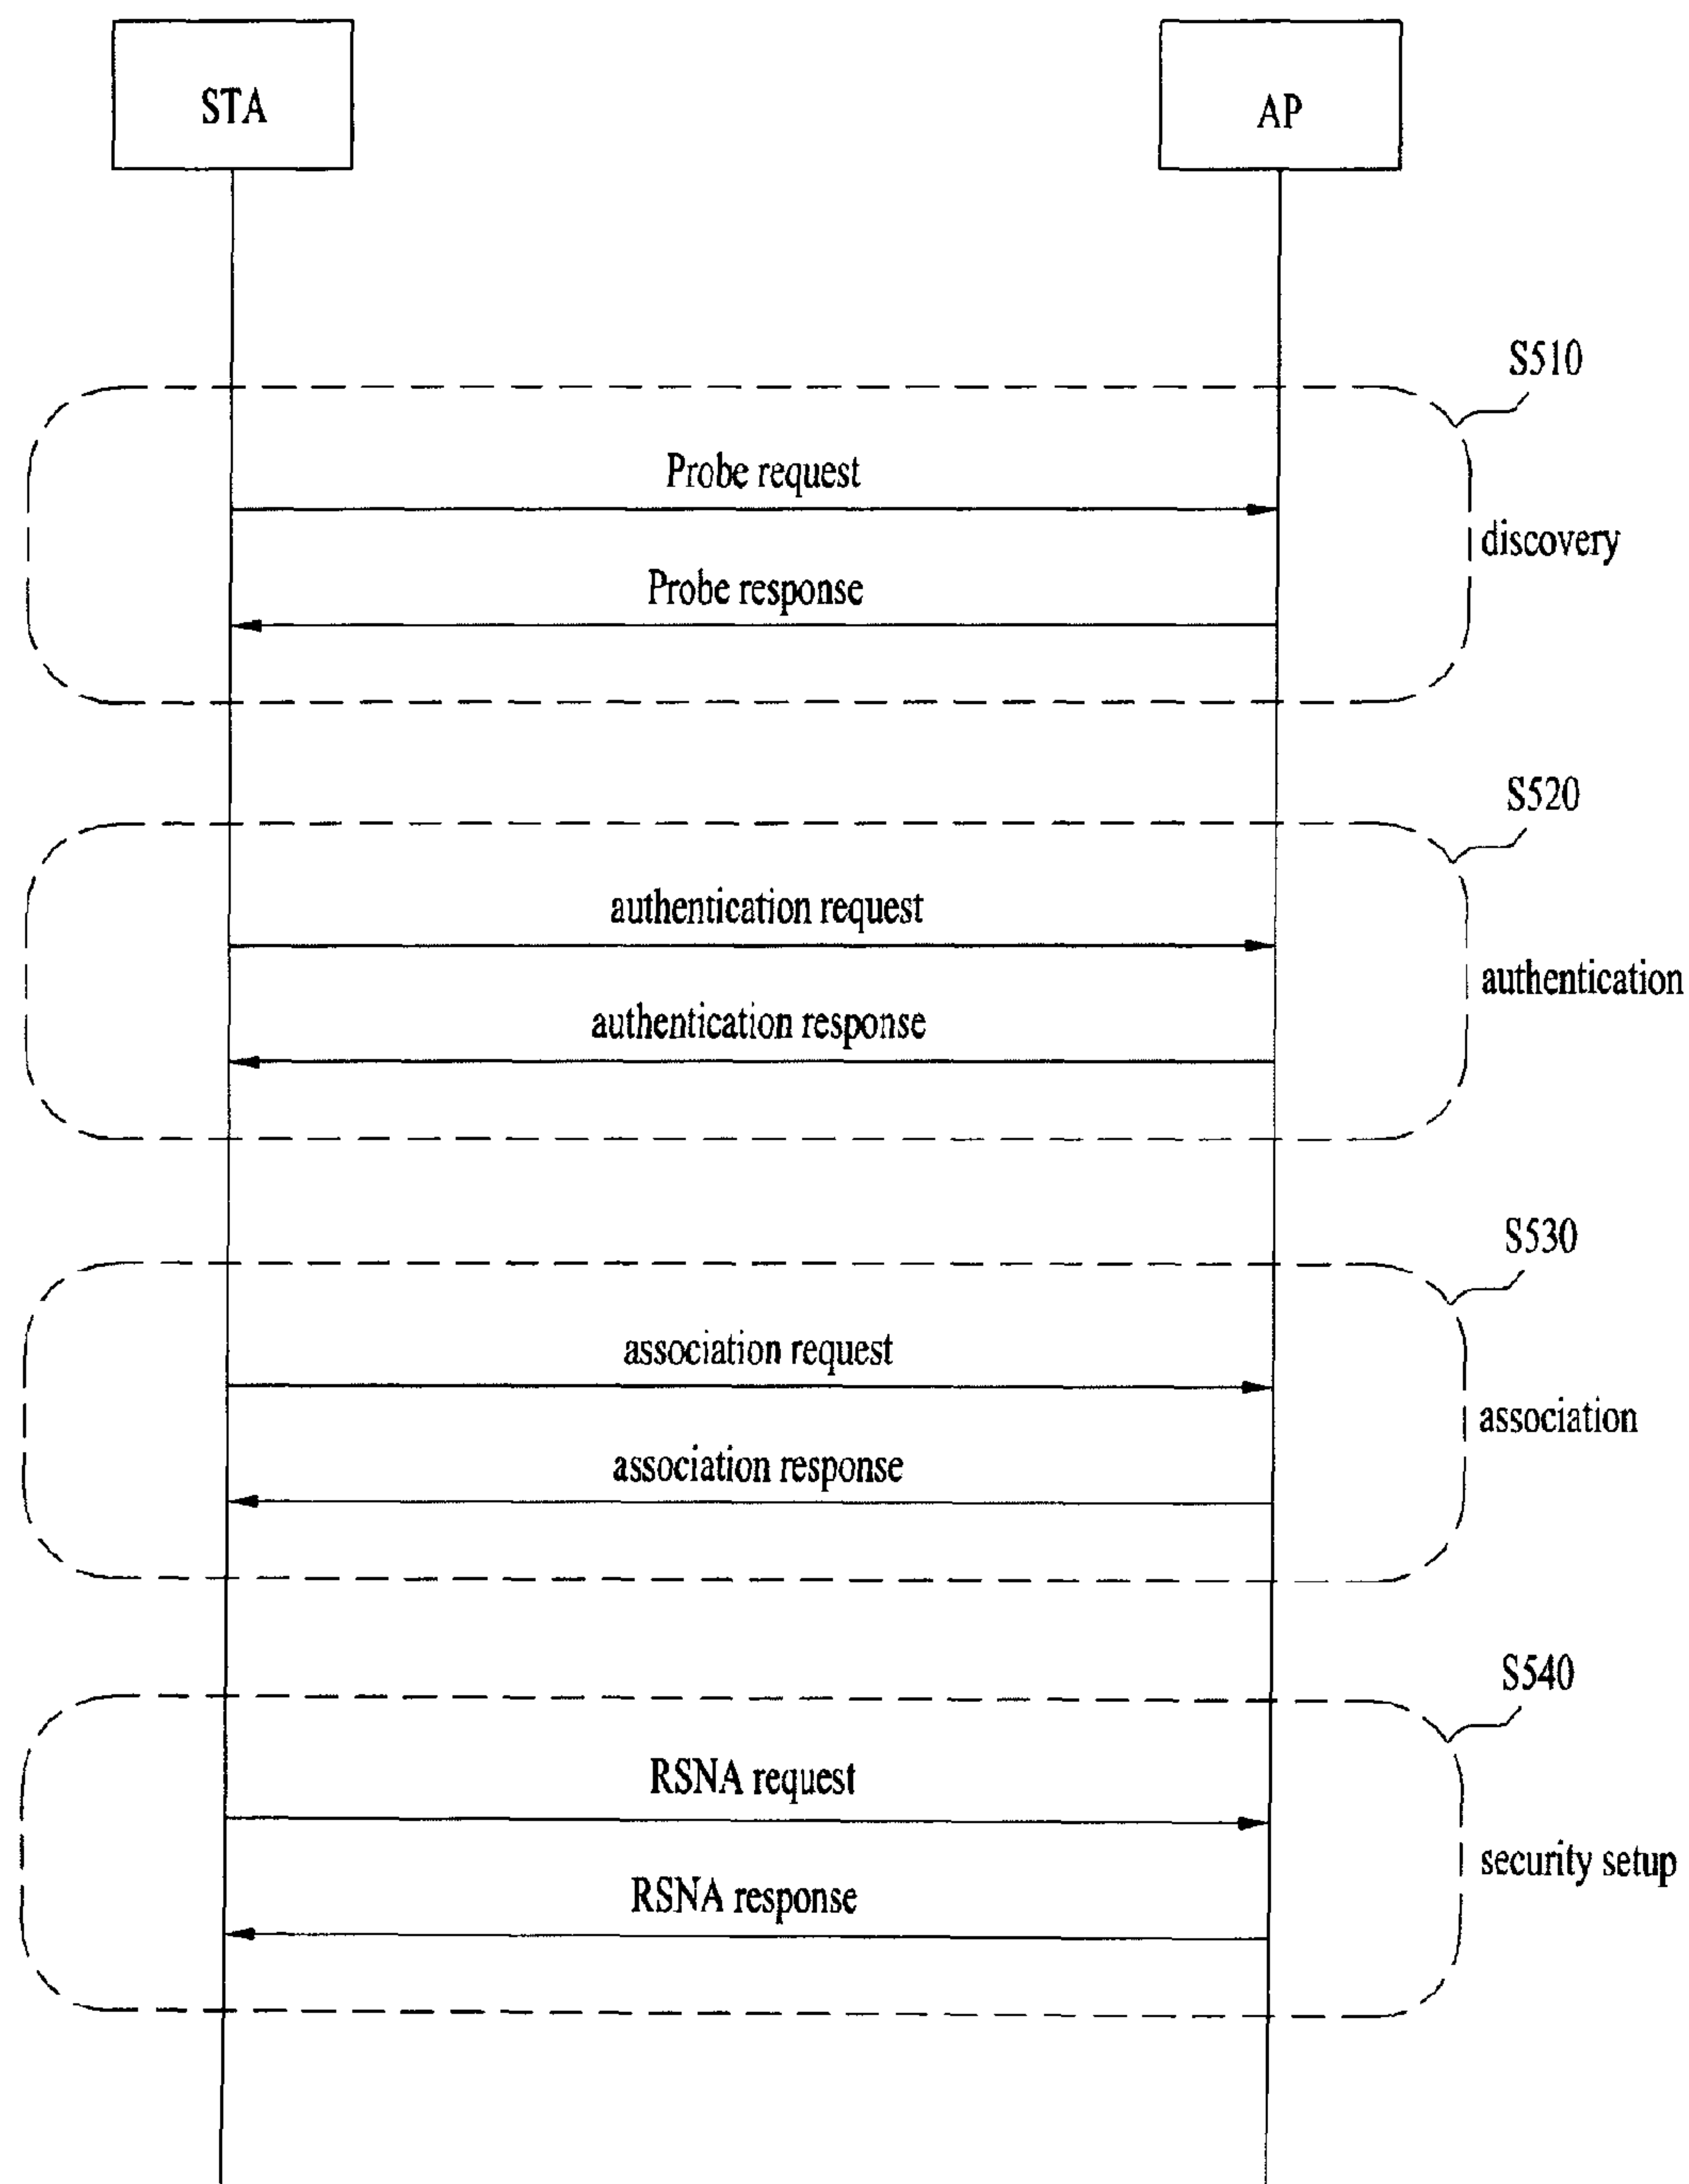 STA
AP
S510
Probe request
discovery
Probe response
S520
authentication request
authentication
authentication response
S530
association request
association
association response
S540
RSNA request
security setup
RSNA response